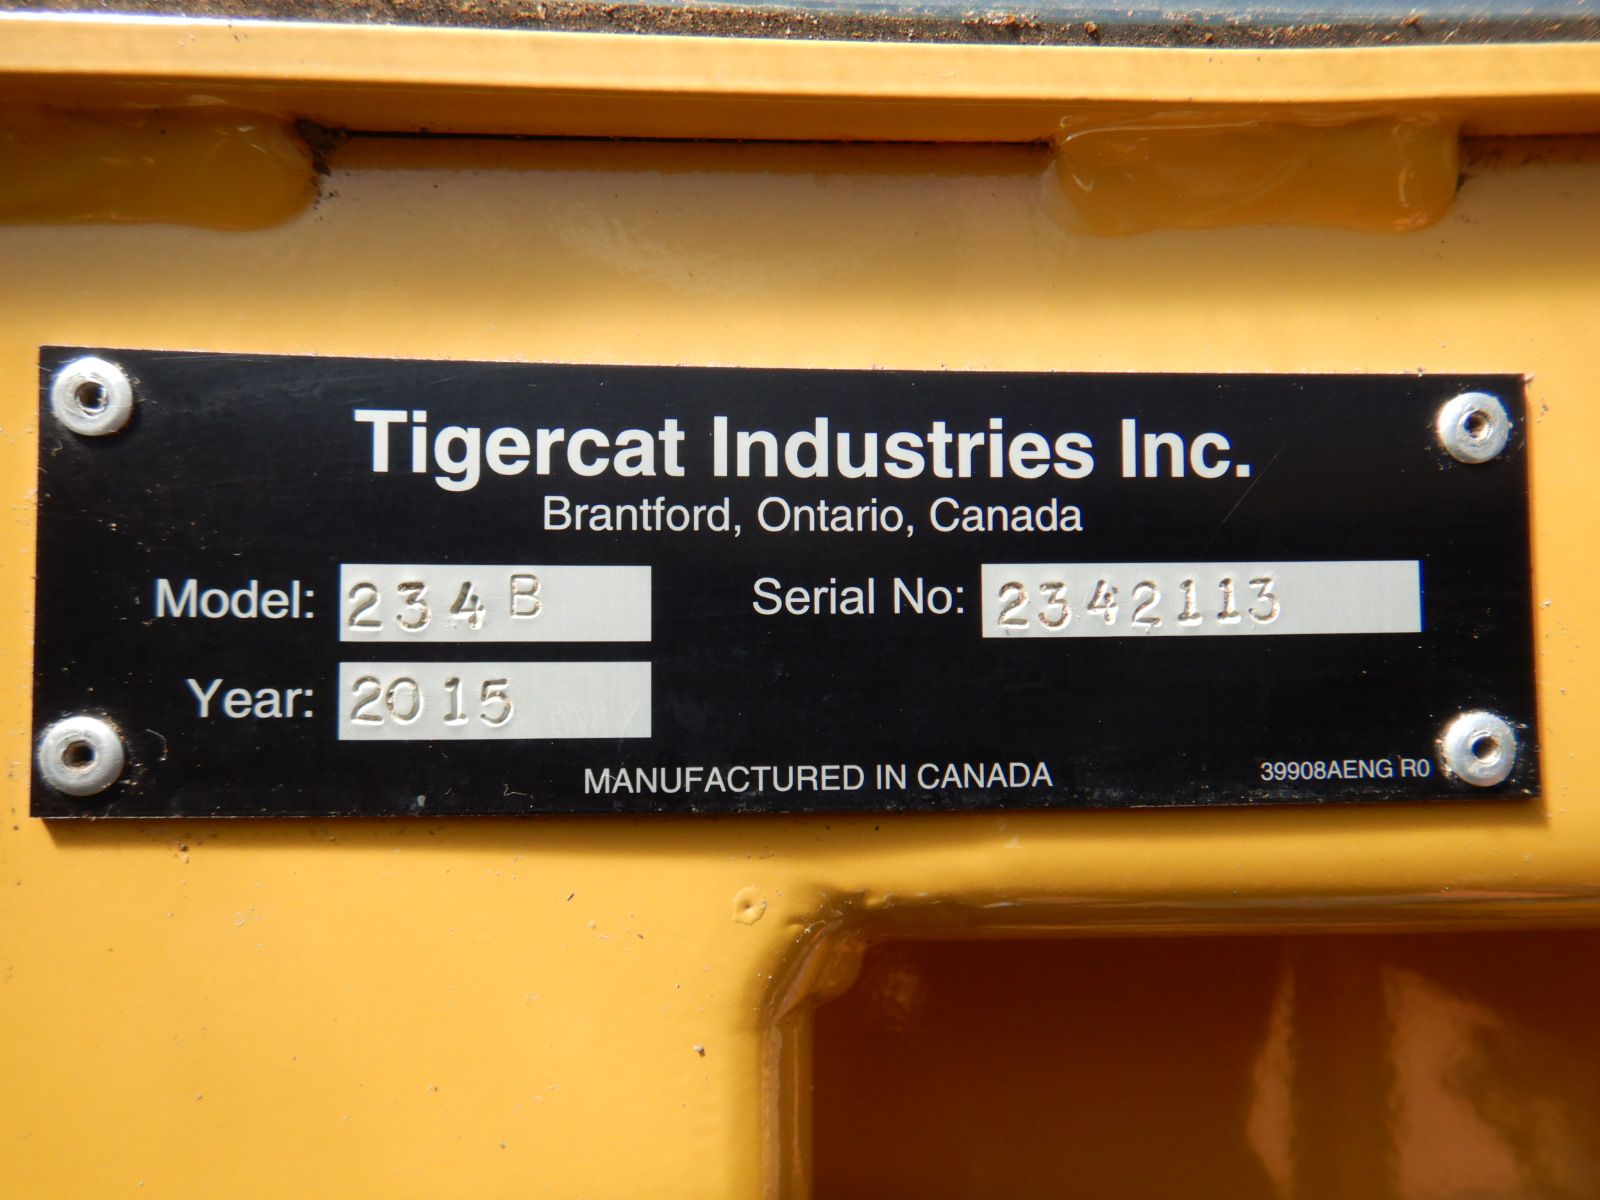 Tigercat Industries Inc.
Brantford, Ontario, Canada
Model: 234B
Serial No: 2342113
Year: 2015
MANUFACTURED IN CANADA
39908AENG R0